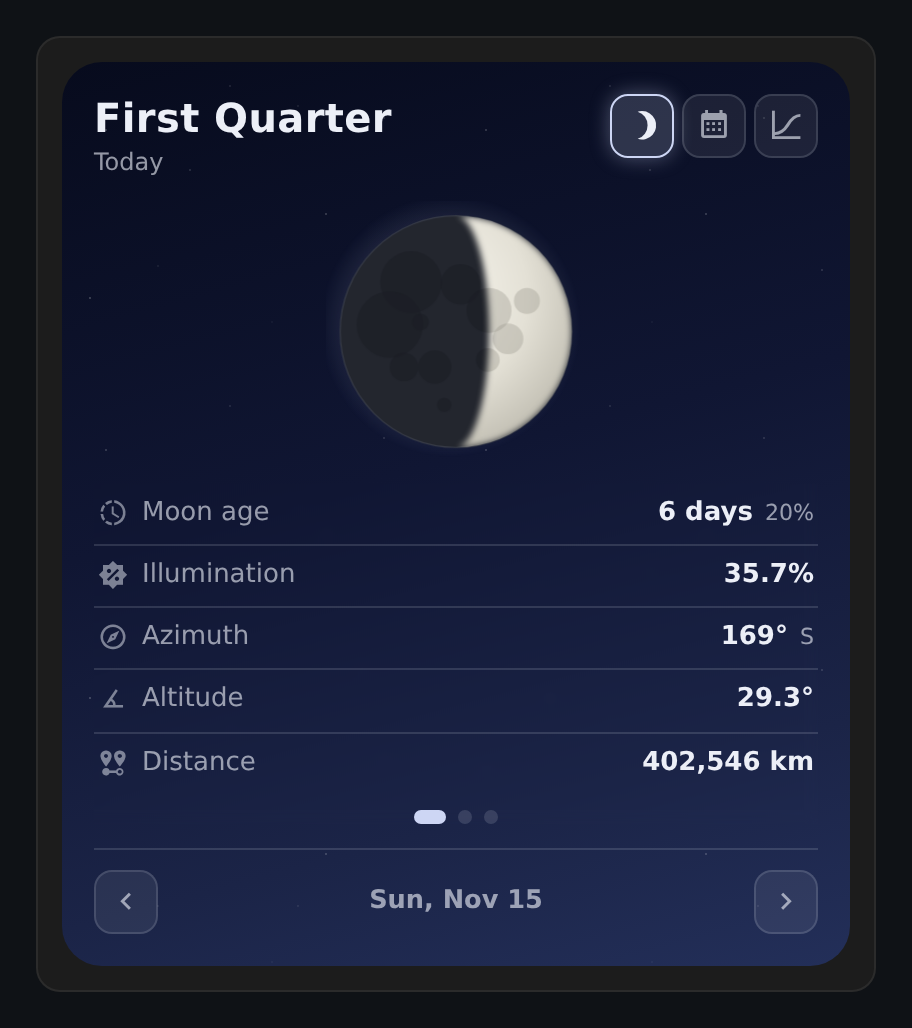 First Quarter
Today
Moon age 6 days 20%
Illumination 35.7%
Azimuth 169° S
Altitude 29.3°
Distance 402,546 km
Sun, Nov 15